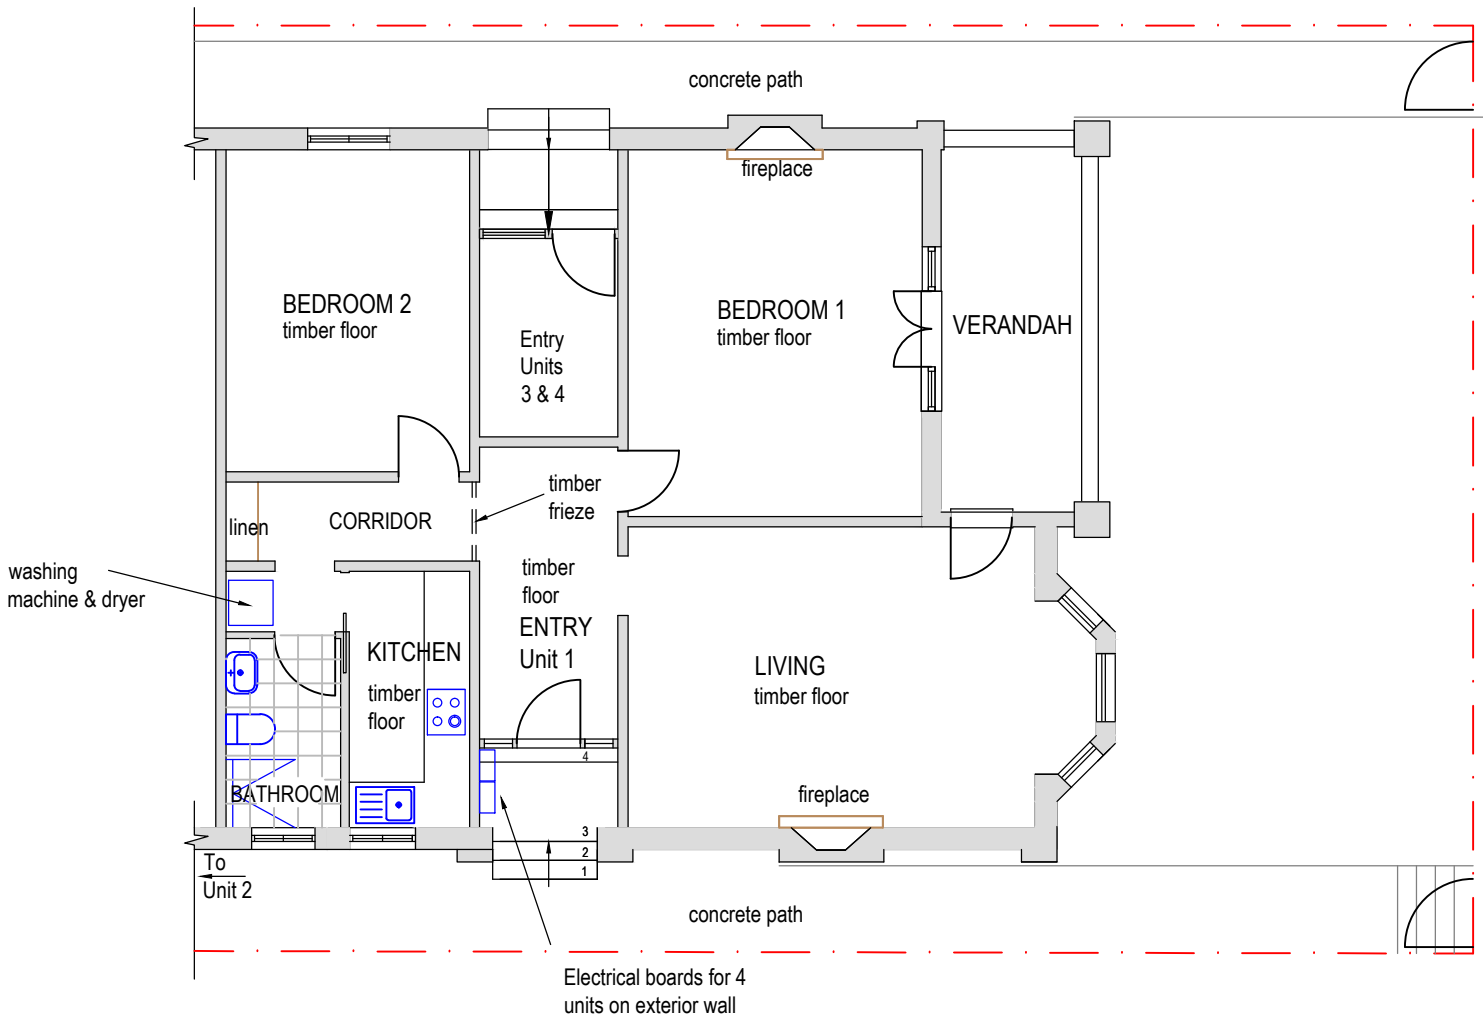 concrete path
fireplace
BEDROOM 2
timber floor
BEDROOM 1
timber floor
VERANDAH
Entry
Units
3 & 4
timber
frieze
linen
CORRIDOR
washing
machine & dryer
timber
floor
ENTRY
Unit 1
KITCHEN
timber
floor
LIVING
timber floor
4
BATHROOM
fireplace
3
2
1
To
Unit 2
concrete path
Electrical boards for 4
units on exterior wall